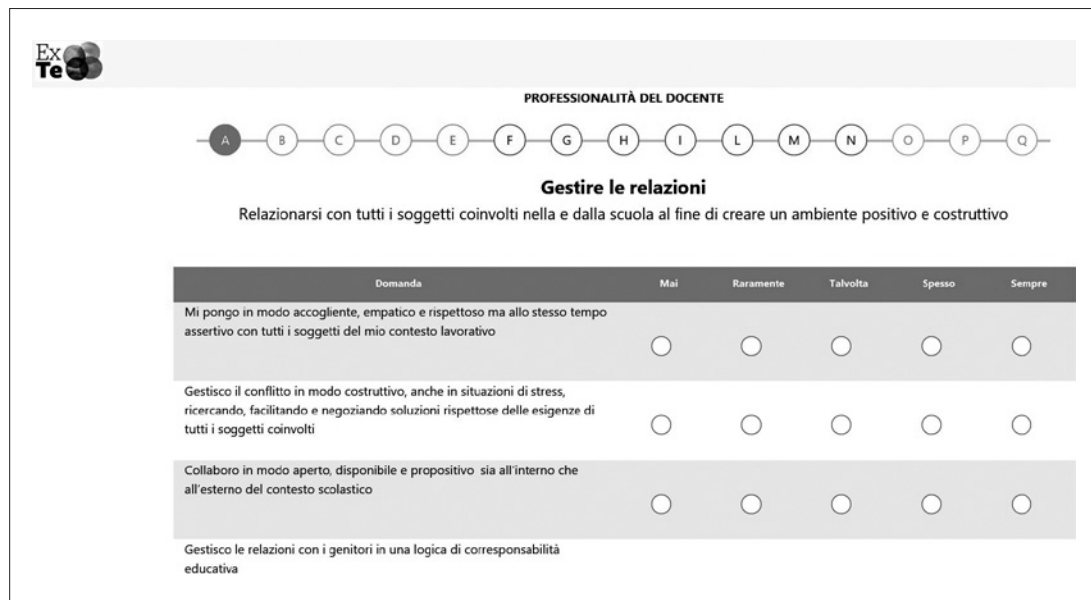 Ex
Te
PROFESSIONALITÀ DEL DOCENTE
A B C D E F G H I L M N O P Q
Gestire le relazioni
Relazionarsi con tutti i soggetti coinvolti nella e dalla scuola al fine di creare un ambiente positivo e costruttivo
Domanda Mai Raramente Talvolta Spesso Sempre
Mi pongo in modo accogliente, empatico e rispettoso ma allo stesso tempo
assertivo con tutti i soggetti del mio contesto lavorativo
Gestisco il conflitto in modo costruttivo, anche in situazioni di stress,
ricercando, facilitando e negoziando soluzioni rispettose delle esigenze di
tutti i soggetti coinvolti
Collaboro in modo aperto, disponibile e propositivo sia all'interno che
all'esterno del contesto scolastico
Gestisco le relazioni con i genitori in una logica di corresponsabilità
educativa